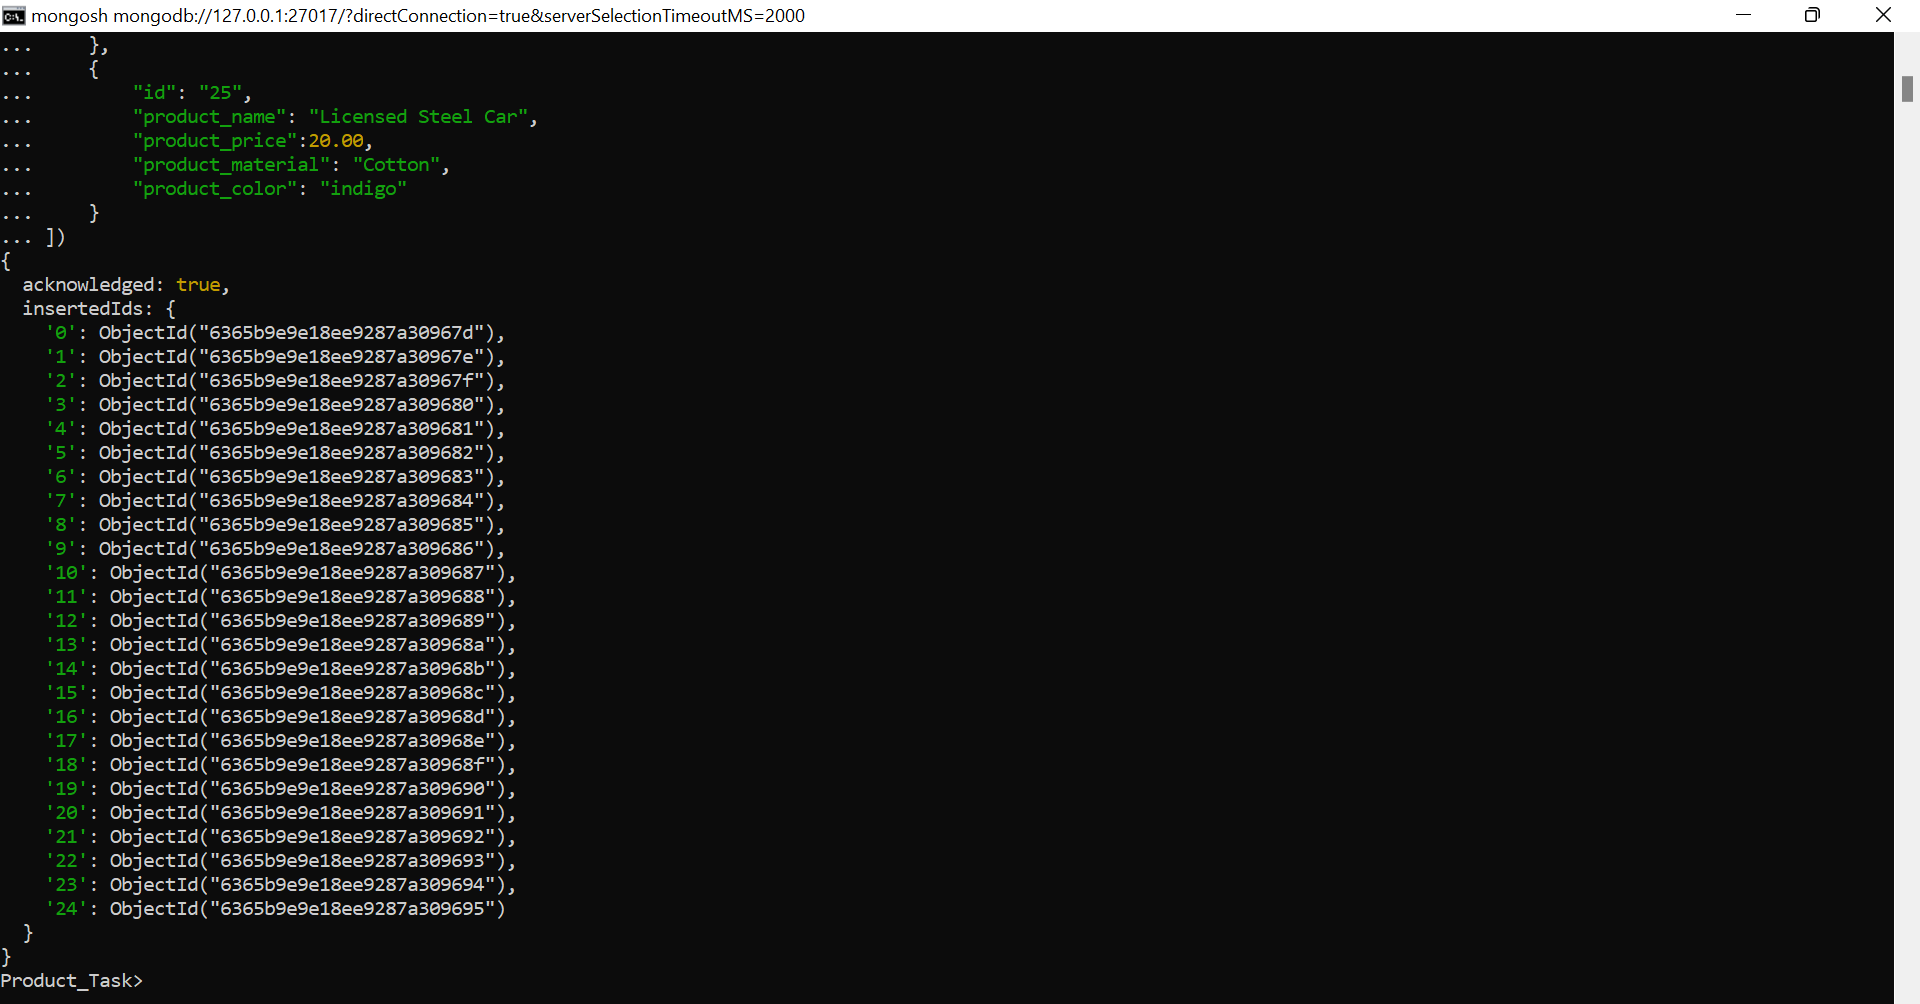 mongosh mongodb://127.0.0.1:27017/?directConnection=true&serverSelectionTimeoutMS=2000
...     },
...     {
...         "id": "25",
...         "product_name": "Licensed Steel Car",
...         "product_price":20.00,
...         "product_material": "Cotton",
...         "product_color": "indigo"
...     }
... ])
{
  acknowledged: true,
  insertedIds: {
    '0': ObjectId("6365b9e9e18ee9287a30967d"),
    '1': ObjectId("6365b9e9e18ee9287a30967e"),
    '2': ObjectId("6365b9e9e18ee9287a30967f"),
    '3': ObjectId("6365b9e9e18ee9287a309680"),
    '4': ObjectId("6365b9e9e18ee9287a309681"),
    '5': ObjectId("6365b9e9e18ee9287a309682"),
    '6': ObjectId("6365b9e9e18ee9287a309683"),
    '7': ObjectId("6365b9e9e18ee9287a309684"),
    '8': ObjectId("6365b9e9e18ee9287a309685"),
    '9': ObjectId("6365b9e9e18ee9287a309686"),
    '10': ObjectId("6365b9e9e18ee9287a309687"),
    '11': ObjectId("6365b9e9e18ee9287a309688"),
    '12': ObjectId("6365b9e9e18ee9287a309689"),
    '13': ObjectId("6365b9e9e18ee9287a30968a"),
    '14': ObjectId("6365b9e9e18ee9287a30968b"),
    '15': ObjectId("6365b9e9e18ee9287a30968c"),
    '16': ObjectId("6365b9e9e18ee9287a30968d"),
    '17': ObjectId("6365b9e9e18ee9287a30968e"),
    '18': ObjectId("6365b9e9e18ee9287a30968f"),
    '19': ObjectId("6365b9e9e18ee9287a309690"),
    '20': ObjectId("6365b9e9e18ee9287a309691"),
    '21': ObjectId("6365b9e9e18ee9287a309692"),
    '22': ObjectId("6365b9e9e18ee9287a309693"),
    '23': ObjectId("6365b9e9e18ee9287a309694"),
    '24': ObjectId("6365b9e9e18ee9287a309695")
  }
}
Product_Task>